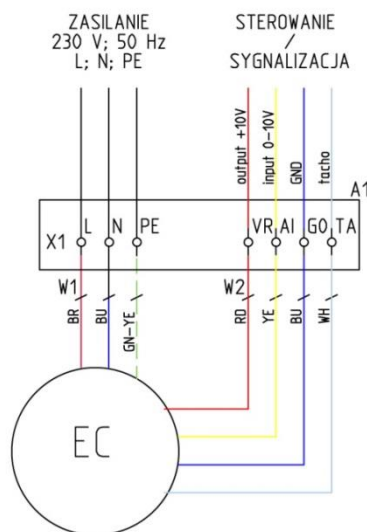 ZASILANIE
230 V; 50 Hz
L; N; PE
STEROWANIE
/
SYGNALIZACJA
output +10V
input 0-10V
GND
tacho
A1
X1
L
N
PE
VR
AI
GO
TA
W1
BR
BU
GN-YE
W2
RD
YE
BU
WH
EC